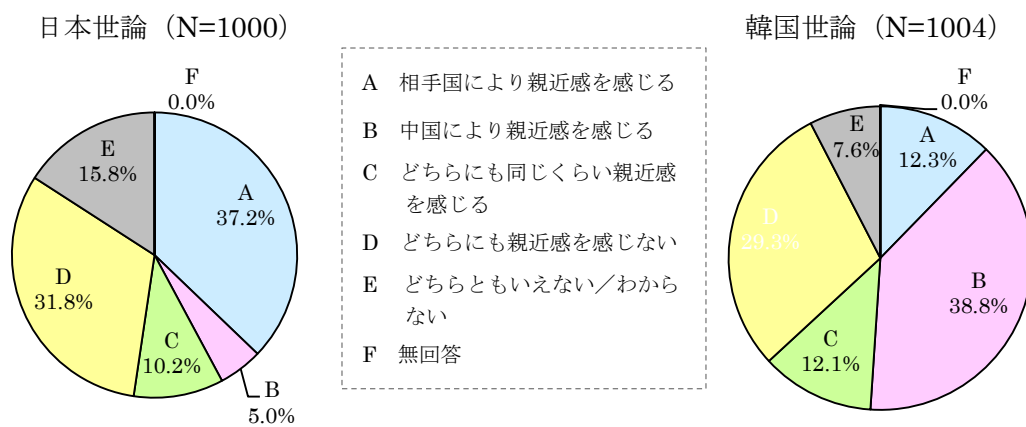 日本世論（N=1000）
F
0.0%
E
15.8%
A
37.2%
D
31.8%
C
10.2%
B
5.0%
A 相手国により親近感を感じる
B 中国により親近感を感じる
C どちらにも同じくらい親近感
を感じる
D どちらにも親近感を感じない
E どちらともいえない／わから
ない
F 無回答
韓国世論（N=1004）
F
0.0%
E
7.6%
A
12.3%
D
29.3%
B
38.8%
C
12.1%